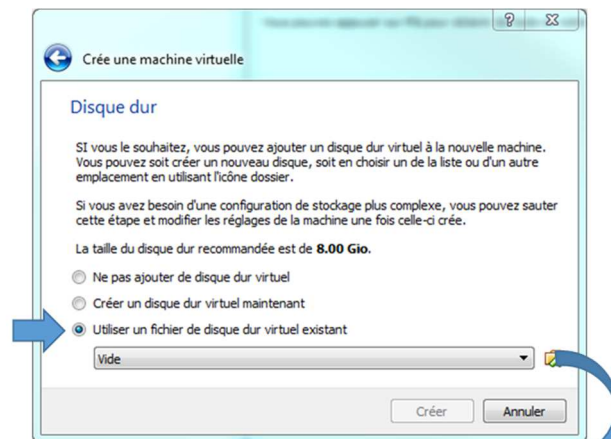 Crée une machine virtuelle
Disque dur
SI vous le souhaitez, vous pouvez ajouter un disque dur virtuel à la nouvelle machine.
Vous pouvez soit créer un nouveau disque, soit en choisir un de la liste ou d'un autre
emplacement en utilisant l'icône dossier.
Si vous avez besoin d'une configuration de stockage plus complexe, vous pouvez sauter
cette étape et modifier les réglages de la machine une fois celle-ci crée.
La taille du disque dur recommandée est de 8.00 Gio.
Ne pas ajouter de disque dur virtuel
Créer un disque dur virtuel maintenant
Utiliser un fichier de disque dur virtuel existant
Vide
Créer Annuler